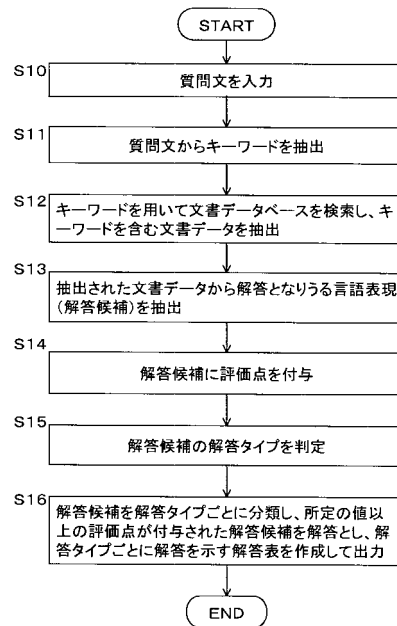 START
S10
質問文を入力
S11
質問文からキーワードを抽出
S12
キーワードを用いて文書データベースを検索し、キ
ーワードを含む文書データを抽出
S13
抽出された文書データから解答となりうる言語表現
(解答候補)を抽出
S14
解答候補に評価点を付与
S15
解答候補の解答タイプを判定
S16
解答候補を解答タイプごとに分類し、所定の値以
上の評価点が付与された解答候補を解答とし、解
答タイプごとに解答を示す解答表を作成して出力
END